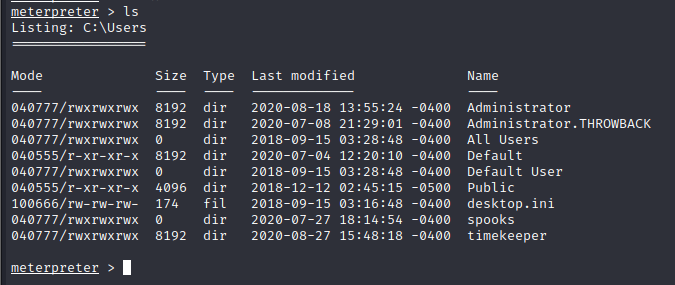 meterpreter > ls
Listing: C:\Users
=================
Mode Size Type Last modified Name
---- ---- ---- ------------- ----
040777/rwxrwxrwx 8192 dir 2020-08-18 13:55:24 -0400 Administrator
040777/rwxrwxrwx 8192 dir 2020-07-08 21:29:01 -0400 Administrator.THROWBACK
040777/rwxrwxrwx 0 dir 2018-09-15 03:28:48 -0400 All Users
040555/r-xr-xr-x 8192 dir 2020-07-04 12:20:10 -0400 Default
040777/rwxrwxrwx 0 dir 2018-09-15 03:28:48 -0400 Default User
040555/r-xr-xr-x 4096 dir 2018-12-12 02:45:15 -0500 Public
100666/rw-rw-rw- 174 fil 2018-09-15 03:16:48 -0400 desktop.ini
040777/rwxrwxrwx 0 dir 2020-07-27 18:14:54 -0400 spooks
040777/rwxrwxrwx 8192 dir 2020-08-27 15:48:18 -0400 timekeeper
meterpreter >